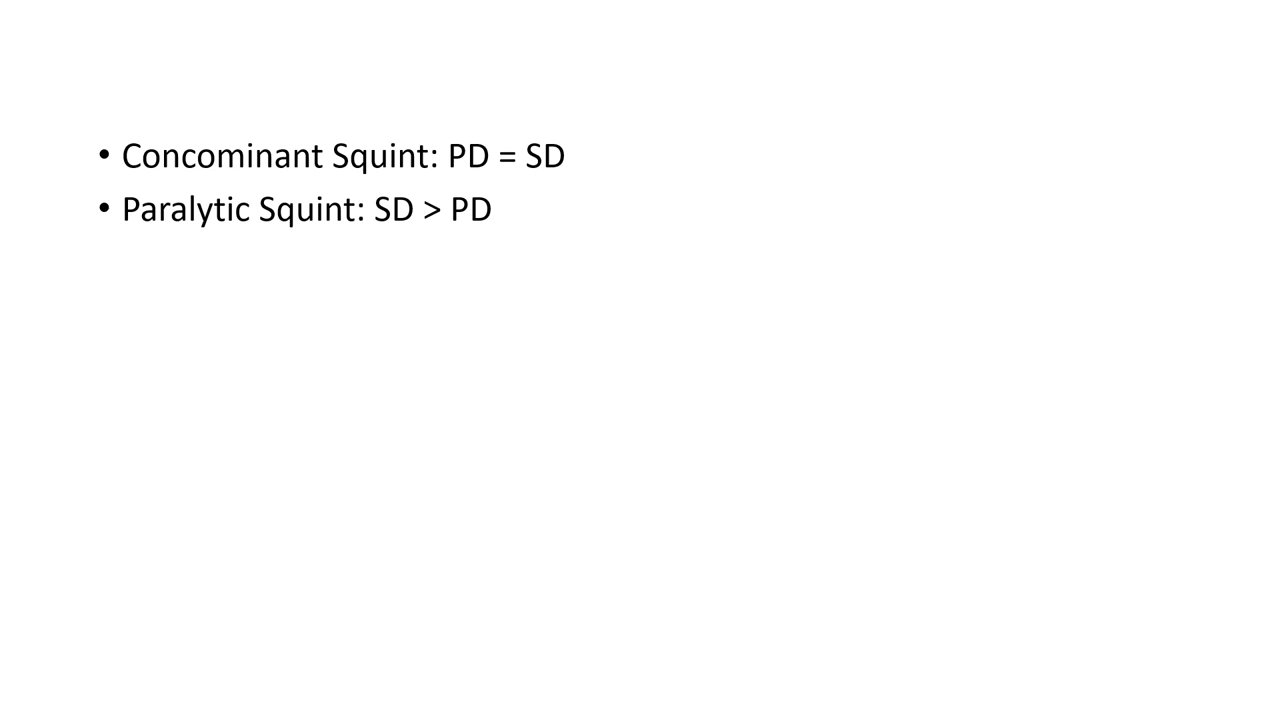 • Concominant Squint: PD = SD
• Paralytic Squint: SD > PD